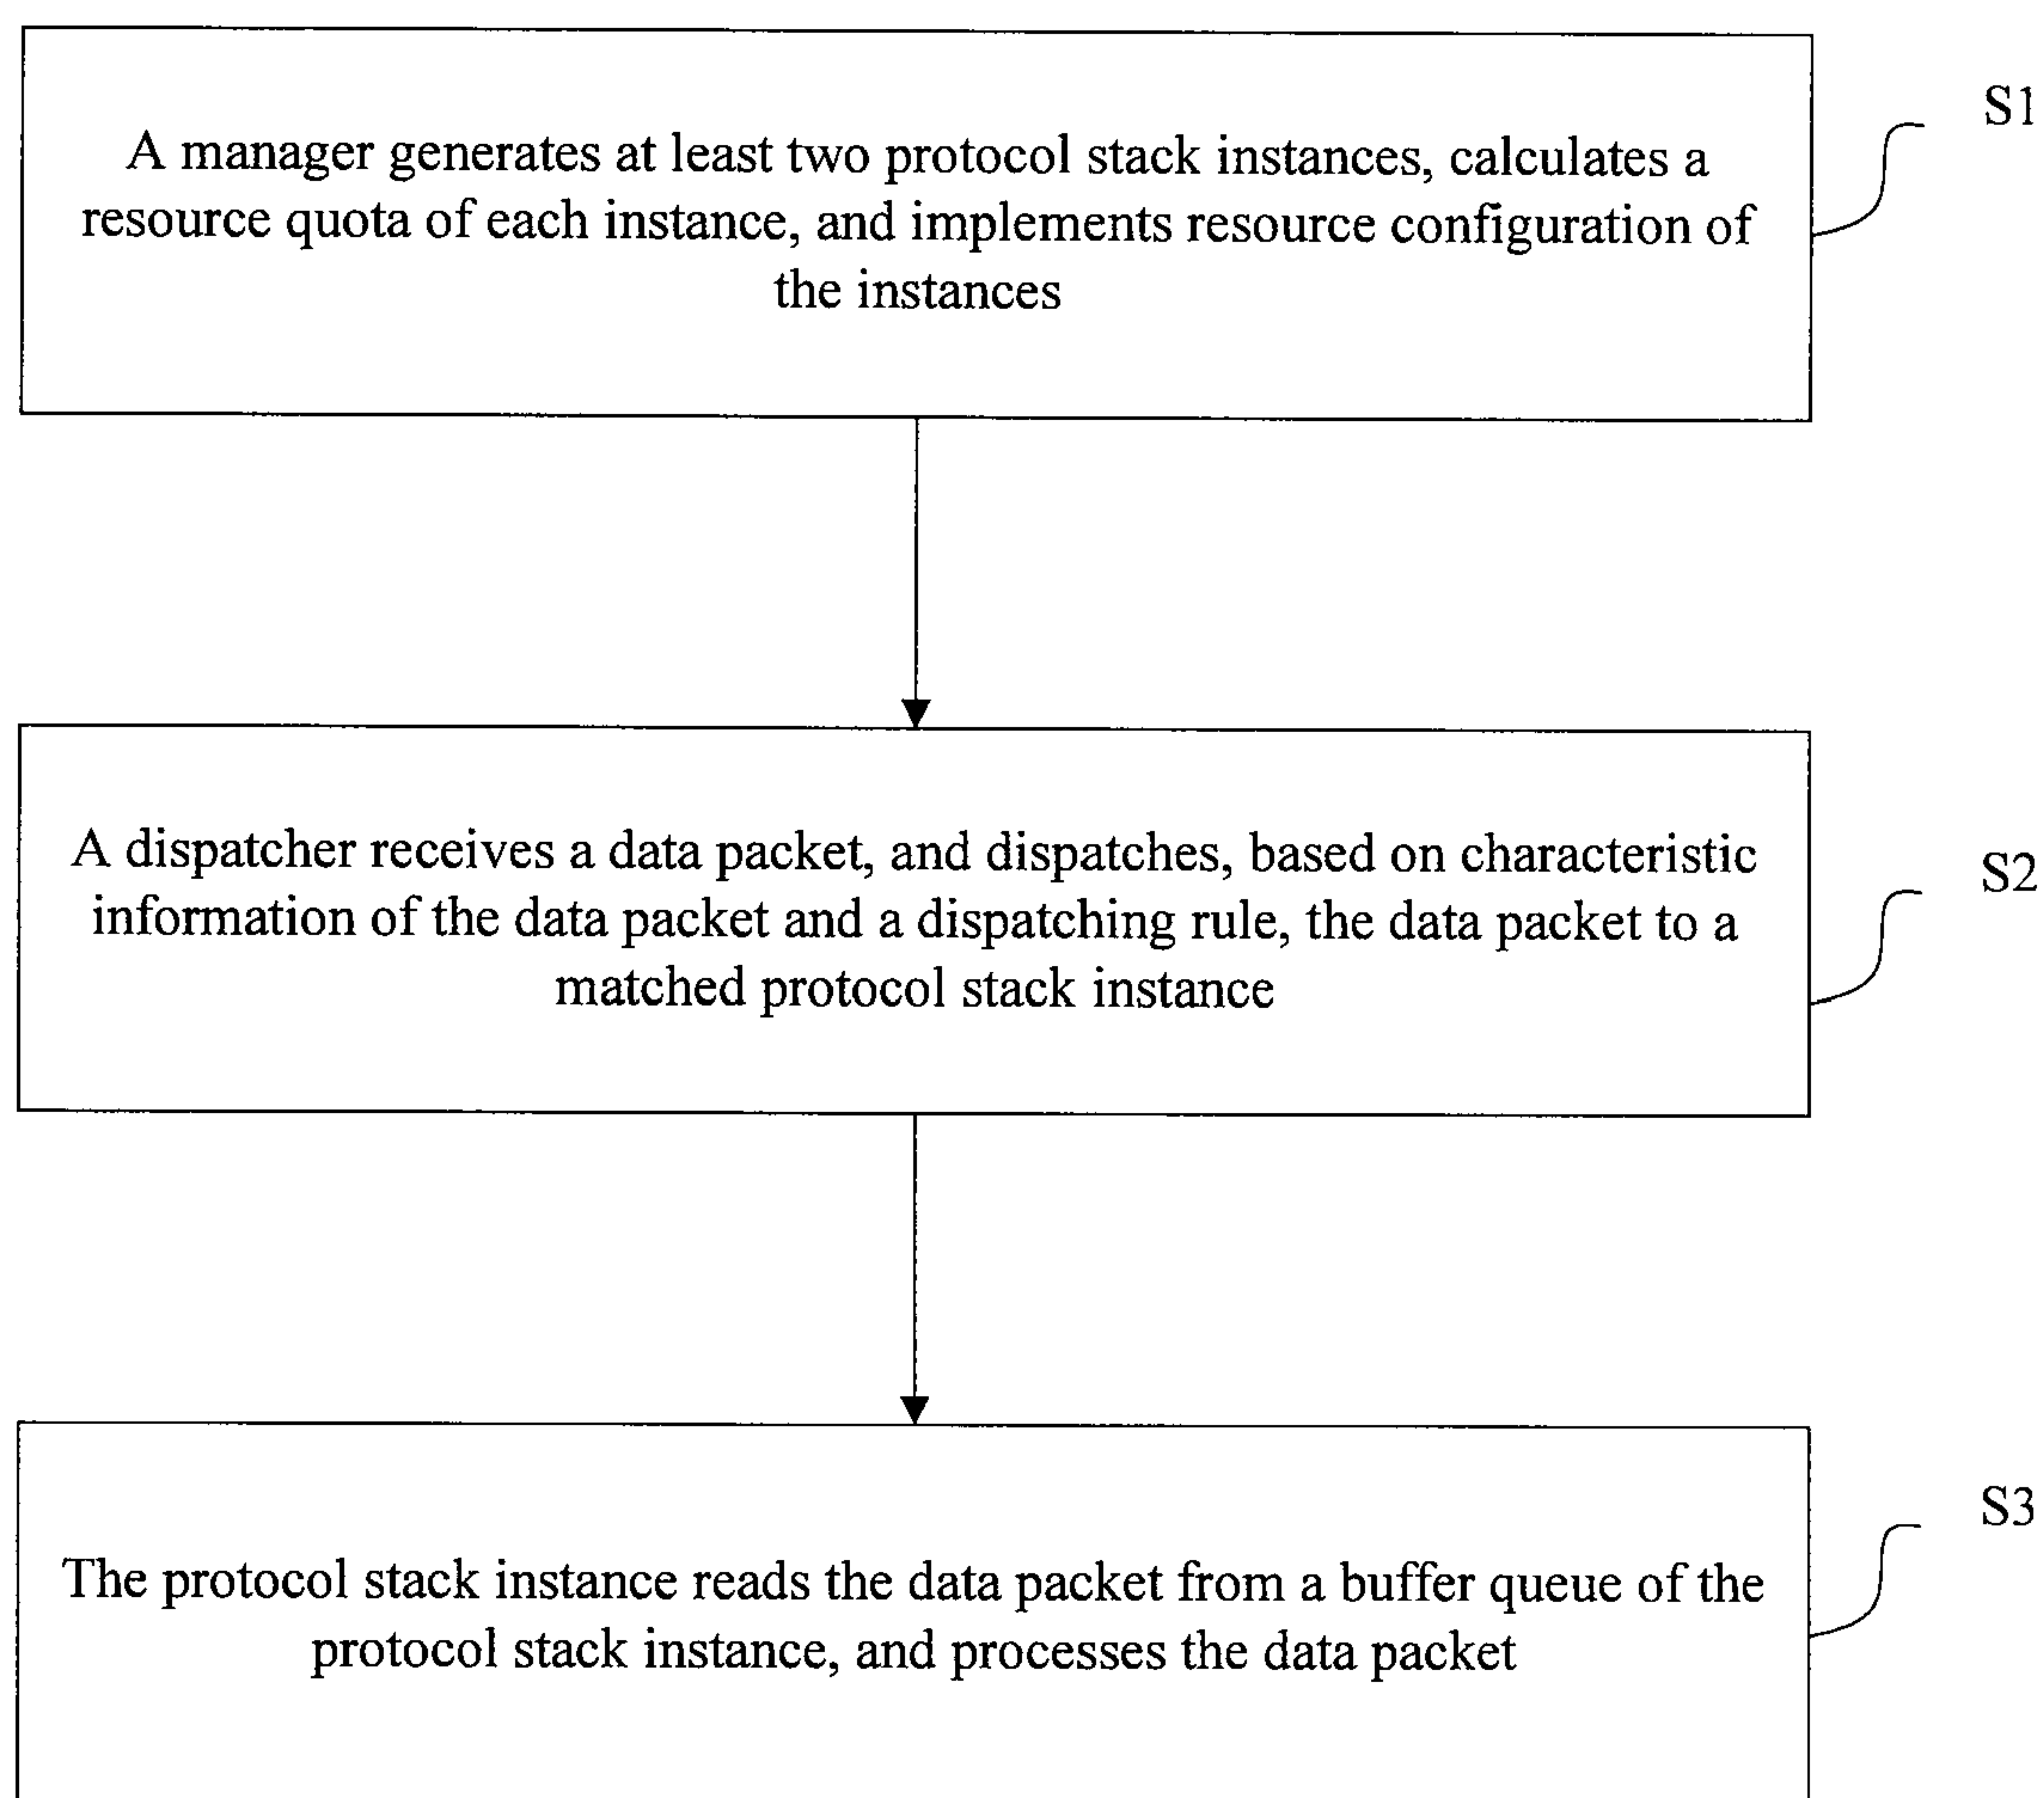 A manager generates at least two protocol stack instances, calculates a
resource quota of each instance, and implements resource configuration of
the instances
S1
A dispatcher receives a data packet, and dispatches, based on characteristic
information of the data packet and a dispatching rule, the data packet to a
matched protocol stack instance
S2
The protocol stack instance reads the data packet from a buffer queue of the
protocol stack instance, and processes the data packet
S3